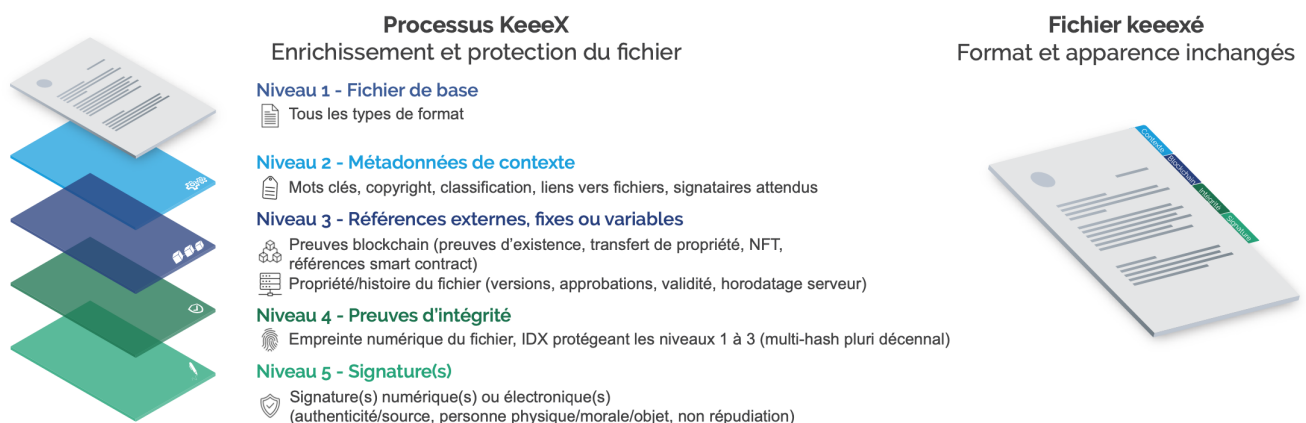 Processus KeeeX
Enrichissement et protection du fichier
Fichier keeexé
Format et apparence inchangés
Niveau 1 - Fichier de base
Tous les types de format
Niveau 2 - Métadonnées de contexte
Mots clés, copyright, classification, liens vers fichiers, signataires attendus
Niveau 3 - Références externes, fixes ou variables
Preuves blockchain (preuves d'existence, transfert de propriété, NFT,
références smart contract)
Propriété/histoire du fichier (versions, approbations, validité, horodatage serveur)
Niveau 4 - Preuves d'intégrité
Empreinte numérique du fichier, IDX protégeant les niveaux 1 à 3 (multi-hash pluri décennal)
Niveau 5 - Signature(s)
Signature(s) numérique(s) ou électronique(s)
(authenticité/source, personne physique/morale/objet, non répudiation)
Contexte
Blockchain
Intégrité
Signature